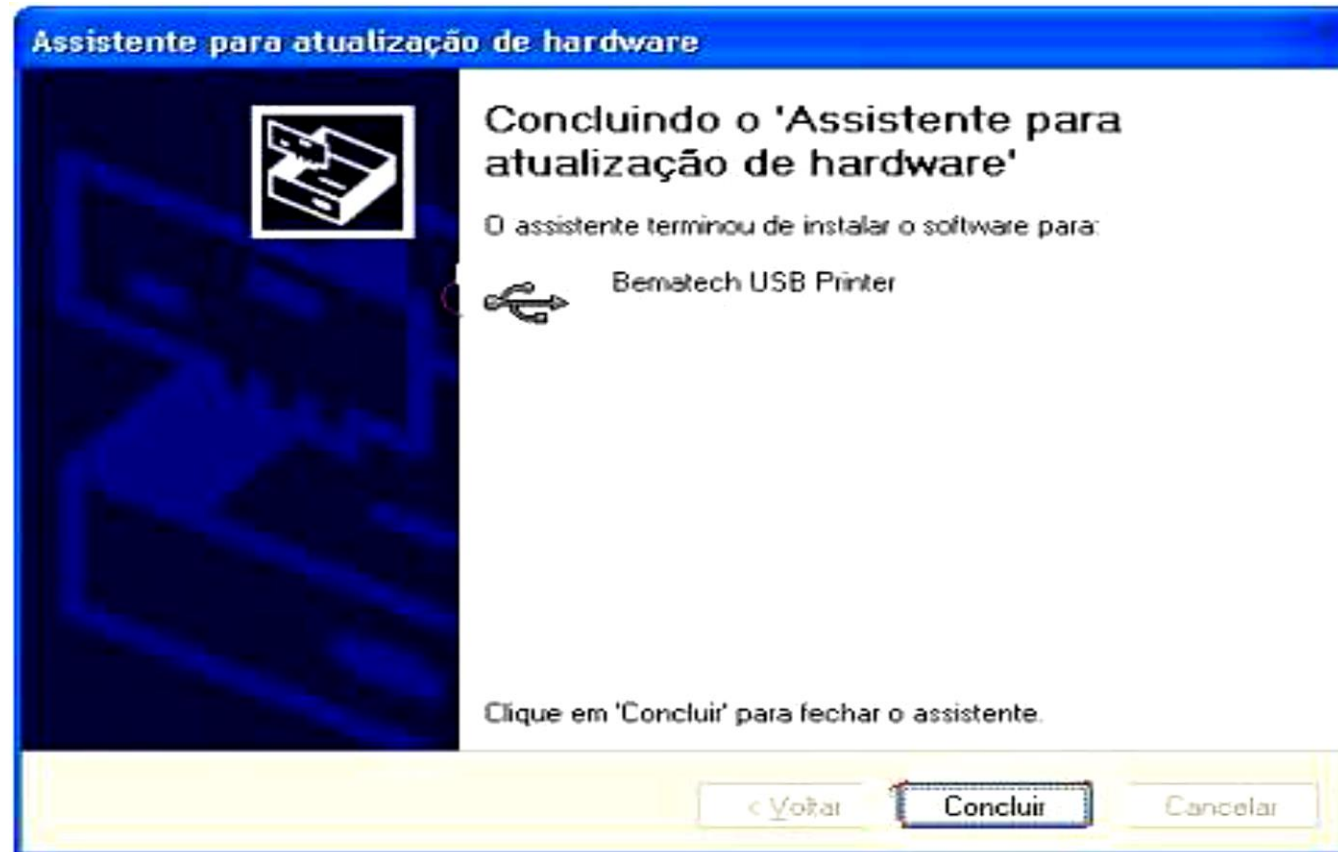 Assistente para atualização de hardware
Concluindo o 'Assistente para
atualização de hardware'
O assistente terminou de instalar o software para:
Bematech USB Printer
Clique em 'Concluir' para fechar o assistente.
< Voltar
Concluir
Cancelar